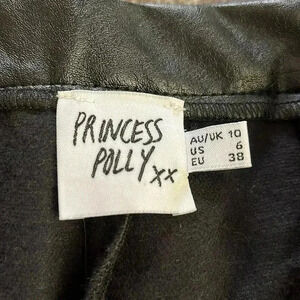 PRINCESS
POLLY xx
AU/UK 10
US 6
EU 38